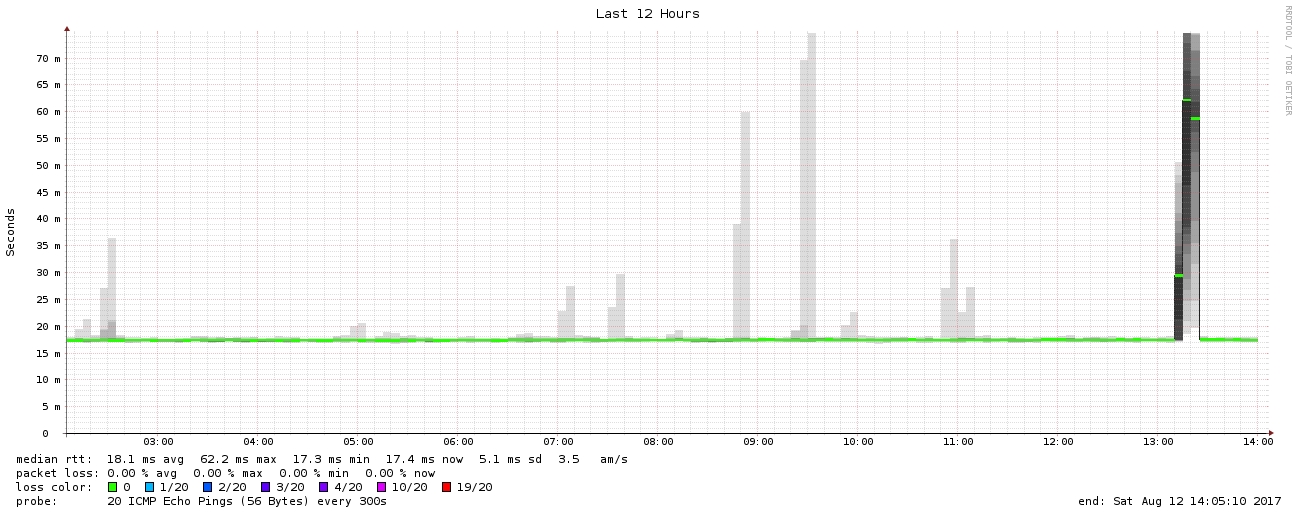 Last 12 Hours
RRDTOOL / TOBI OETIKER
70 m
65 m
60 m
55 m
50 m
45 m
40 m
35 m
30 m
25 m
20 m
15 m
10 m
5 m
0
Seconds
03:00 04:00 05:00 06:00 07:00 08:00 09:00 10:00 11:00 12:00 13:00 14:00
median rtt: 18.1 ms avg 62.2 ms max 17.3 ms min 17.4 ms now 5.1 ms sd 3.5 am/s
packet loss: 0.00 % avg 0.00 % max 0.00 % min 0.00 % now
loss color: 0 1/20 2/20 3/20 4/20 10/20 19/20
probe: 20 ICMP Echo Pings (56 Bytes) every 300s end: Sat Aug 12 14:05:10 2017